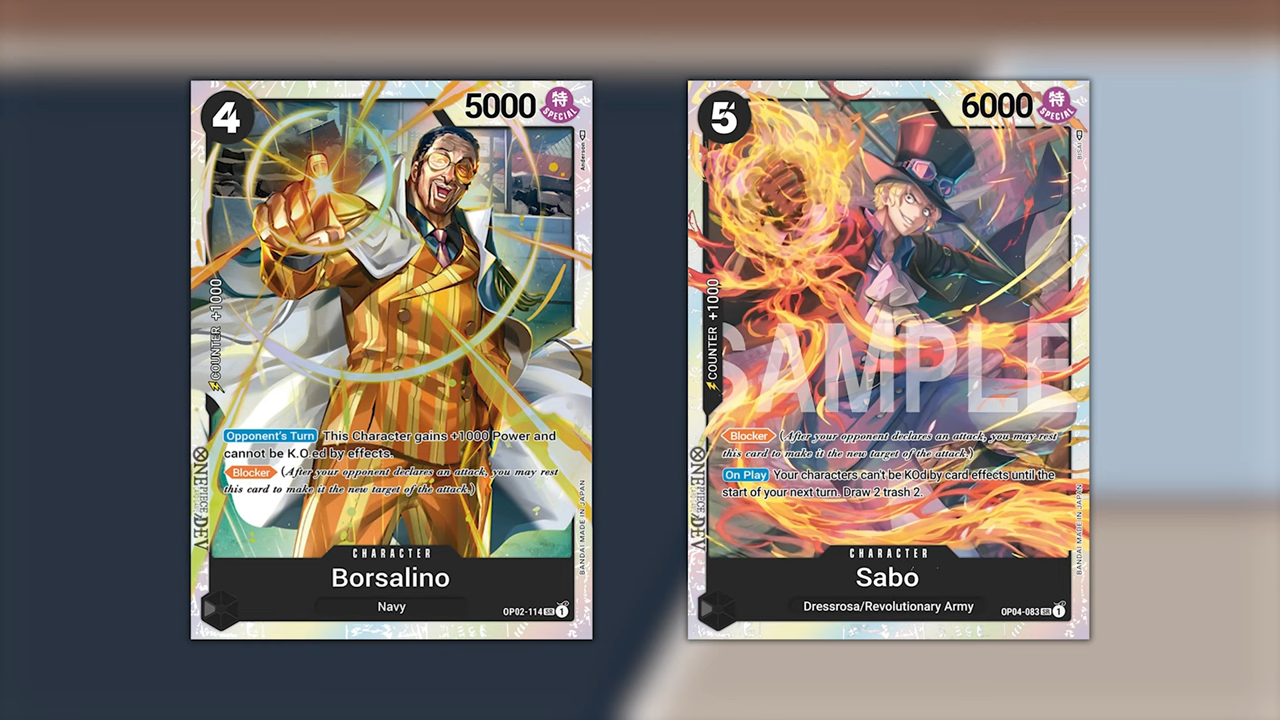 4
5000
特
SPECIAL
Anderson
COUNTER +1000
Opponent's Turn This Character gains +1000 Power and
cannot be K.O.ed by effects.
Blocker (After your opponent declares an attack, you may rest
this card to make it the new target of the attack.)
ONE PIECE DEV
BANDAI MADE IN JAPAN
CHARACTER
Borsalino
Navy
OP02-114 SR 1
5
6000
特
SPECIAL
BISAI
COUNTER +1000
SAMPLE
Blocker (After your opponent declares an attack, you may rest
this card to make it the new target of the attack.)
On Play Your characters can't be KOd by card effects until the
start of your next turn. Draw 2 trash 2.
ONE PIECE DEV
BANDAI MADE IN JAPAN
CHARACTER
Sabo
Dressrosa/Revolutionary Army
OP04-083 SR 1